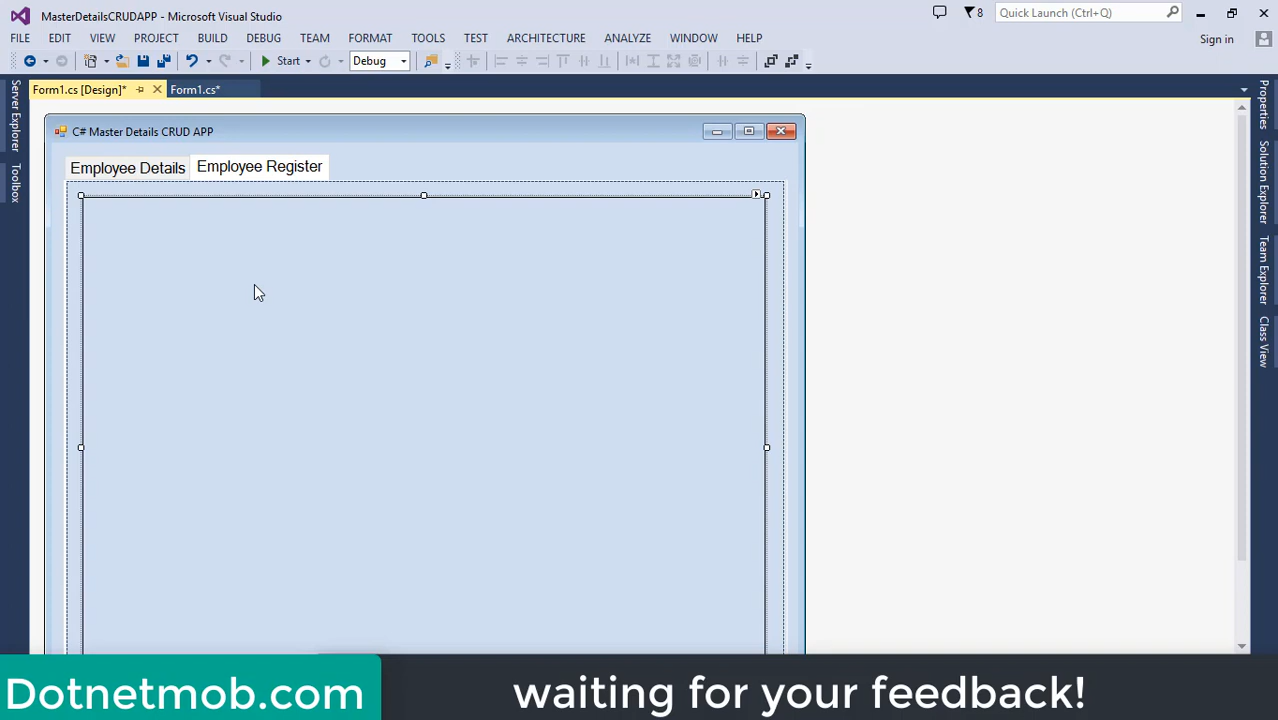 MasterDetailsCRUDAPP - Microsoft Visual Studio
8
Quick Launch (Ctrl+Q)
FILE EDIT VIEW PROJECT BUILD DEBUG TEAM FORMAT TOOLS TEST ARCHITECTURE ANALYZE WINDOW HELP
Sign in
Start
Debug
Form1.cs [Design]*
Form1.cs*
C# Master Details CRUD APP
Employee Details
Employee Register
Server Explorer
Toolbox
Properties
Solution Explorer
Team Explorer
Class View
Dotnetmob.com
waiting for your feedback!